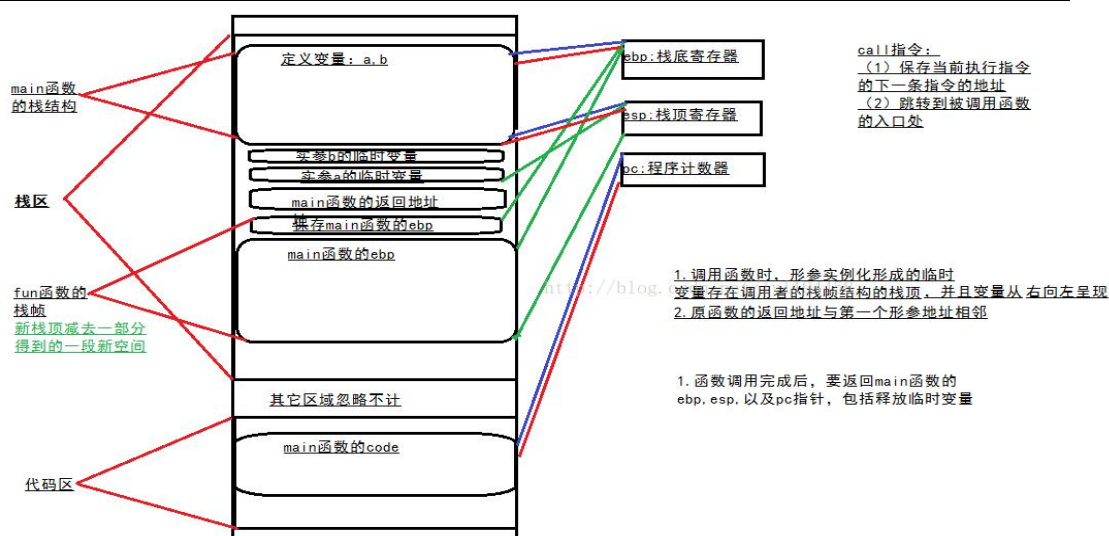 定义变量：a,b
main函数
的栈结构
实参b的临时变量
实参a的临时变量
main函数的返回地址
保存main函数的ebp
main函数的ebp
栈区
fun函数的
栈帧
新栈顶减去一部分
得到的一段新空间
其它区域忽略不计
main函数的code
代码区
ebp:栈底寄存器
esp:栈顶寄存器
pc:程序计数器
call指令：
（1）保存当前执行指令
的下一条指令的地址
（2）跳转到被调用函数
的入口处
http://blog.
1.调用函数时，形参实例化形成的临时
变量存在调用者的栈帧结构的栈顶，并且变量从右向左呈现
2.原函数的返回地址与第一个形参地址相邻
1.函数调用完成后，要返回main函数的
ebp,esp,以及pc指针，包括释放临时变量